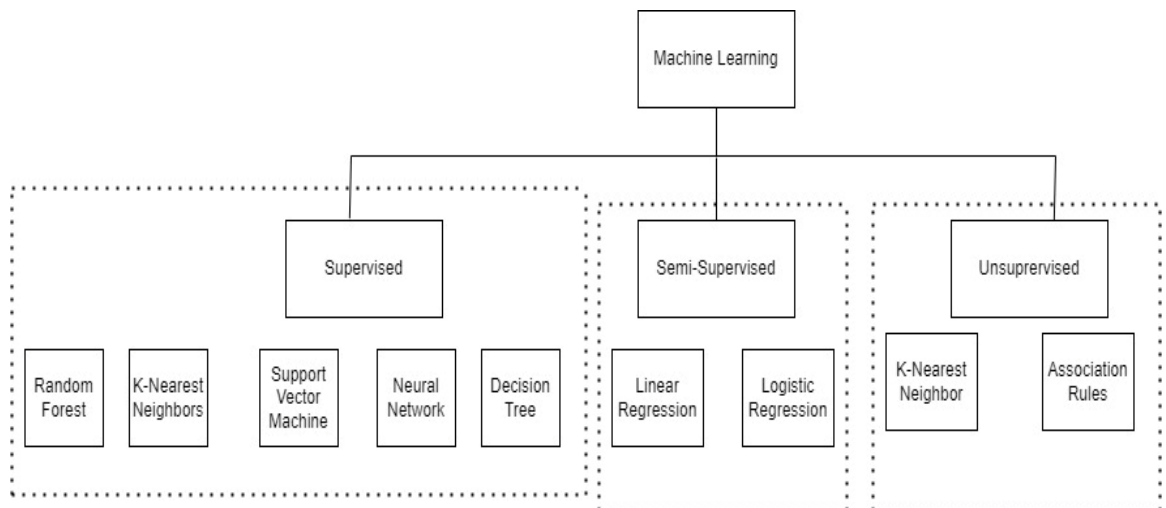 Machine Learning
Supervised
Semi-Supervised
Unsuprervised
Random
Forest
K-Nearest
Neighbors
Support
Vector
Machine
Neural
Network
Decision
Tree
Linear
Regression
Logistic
Regression
K-Nearest
Neighbor
Association
Rules